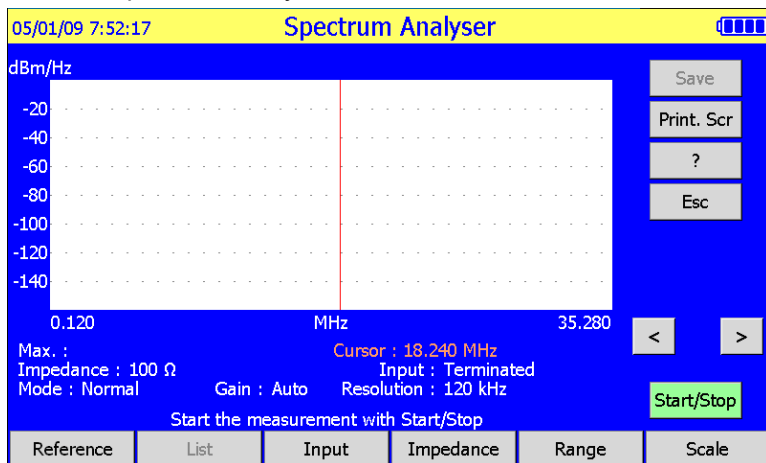 05/01/09 7:52:17 Spectrum Analyser
dBm/Hz
Save
-20
Print. Scr
-40
-60
?
-80
Esc
-100
-120
-140
0.120 MHz 35.280
< >
Max. : Cursor : 18.240 MHz
Impedance : 100 Ω Input : Terminated
Mode : Normal Gain : Auto Resolution : 120 kHz
Start/Stop
Start the measurement with Start/Stop
Reference List Input Impedance Range Scale